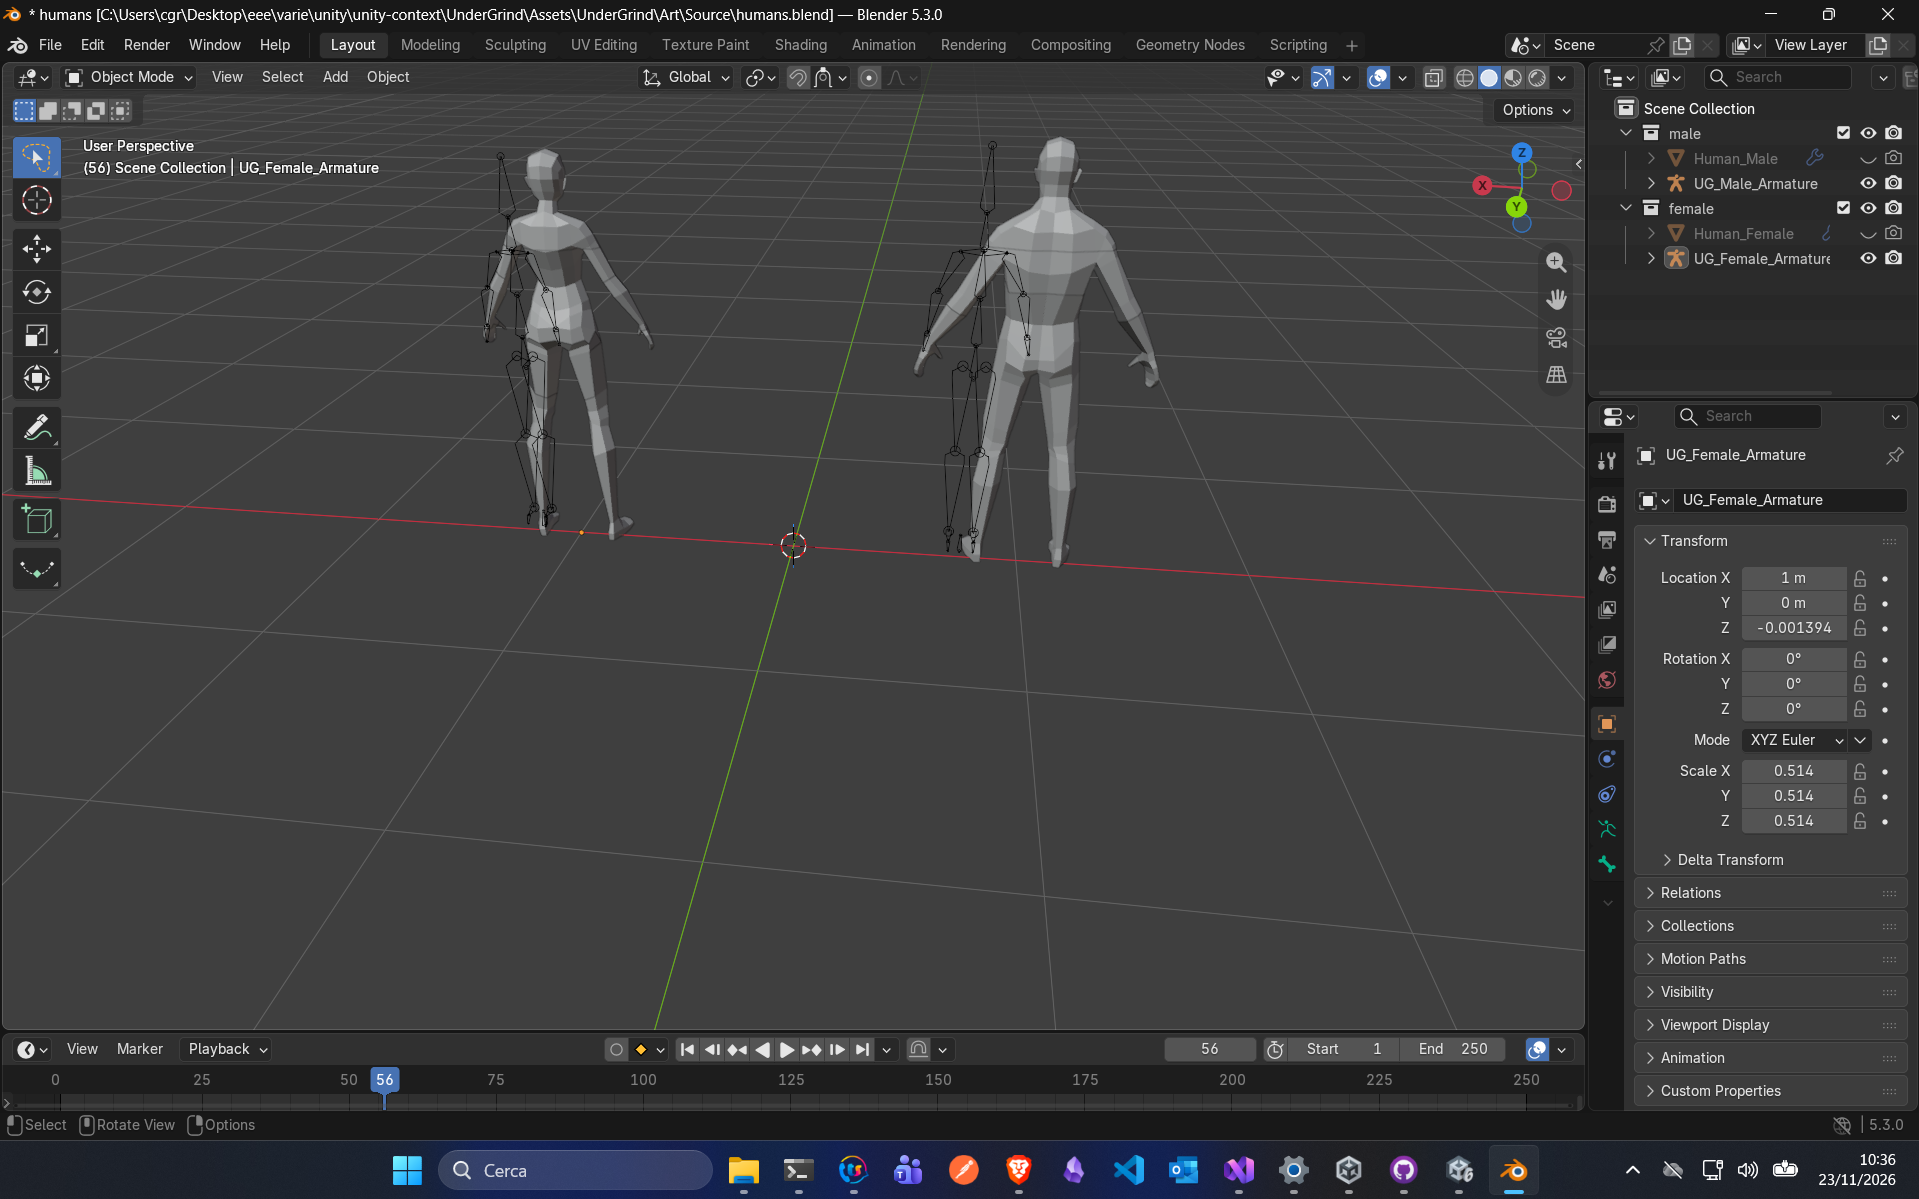 * humans [C:\Users\cgr\Desktop\eee\varie\unity\unity-context\UnderGrind\Assets\UnderGrind\Art\Source\humans.blend] — Blender 5.3.0
File Edit Render Window Help Layout Modeling Sculpting UV Editing Texture Paint Shading Animation Rendering Compositing Geometry Nodes Scripting Scene View Layer
Object Mode View Select Add Object Global Search
Options
Scene Collection
male
Human_Male
UG_Male_Armature
female
Human_Female
UG_Female_Armature
User Perspective
(56) Scene Collection | UG_Female_Armature
Z
X
Y
Search
UG_Female_Armature
UG_Female_Armature
Transform
Location X 1 m
Y 0 m
Z -0.001394
Rotation X 0°
Y 0°
Z 0°
Mode XYZ Euler
Scale X 0.514
Y 0.514
Z 0.514
Delta Transform
Relations
Collections
Motion Paths
Visibility
Viewport Display
Animation
Custom Properties
View Marker Playback 56 Start 1 End 250
0 25 50 56 75 100 125 150 175 200 225 250
Select Rotate View Options 5.3.0
Cerca
10:36
23/11/2026